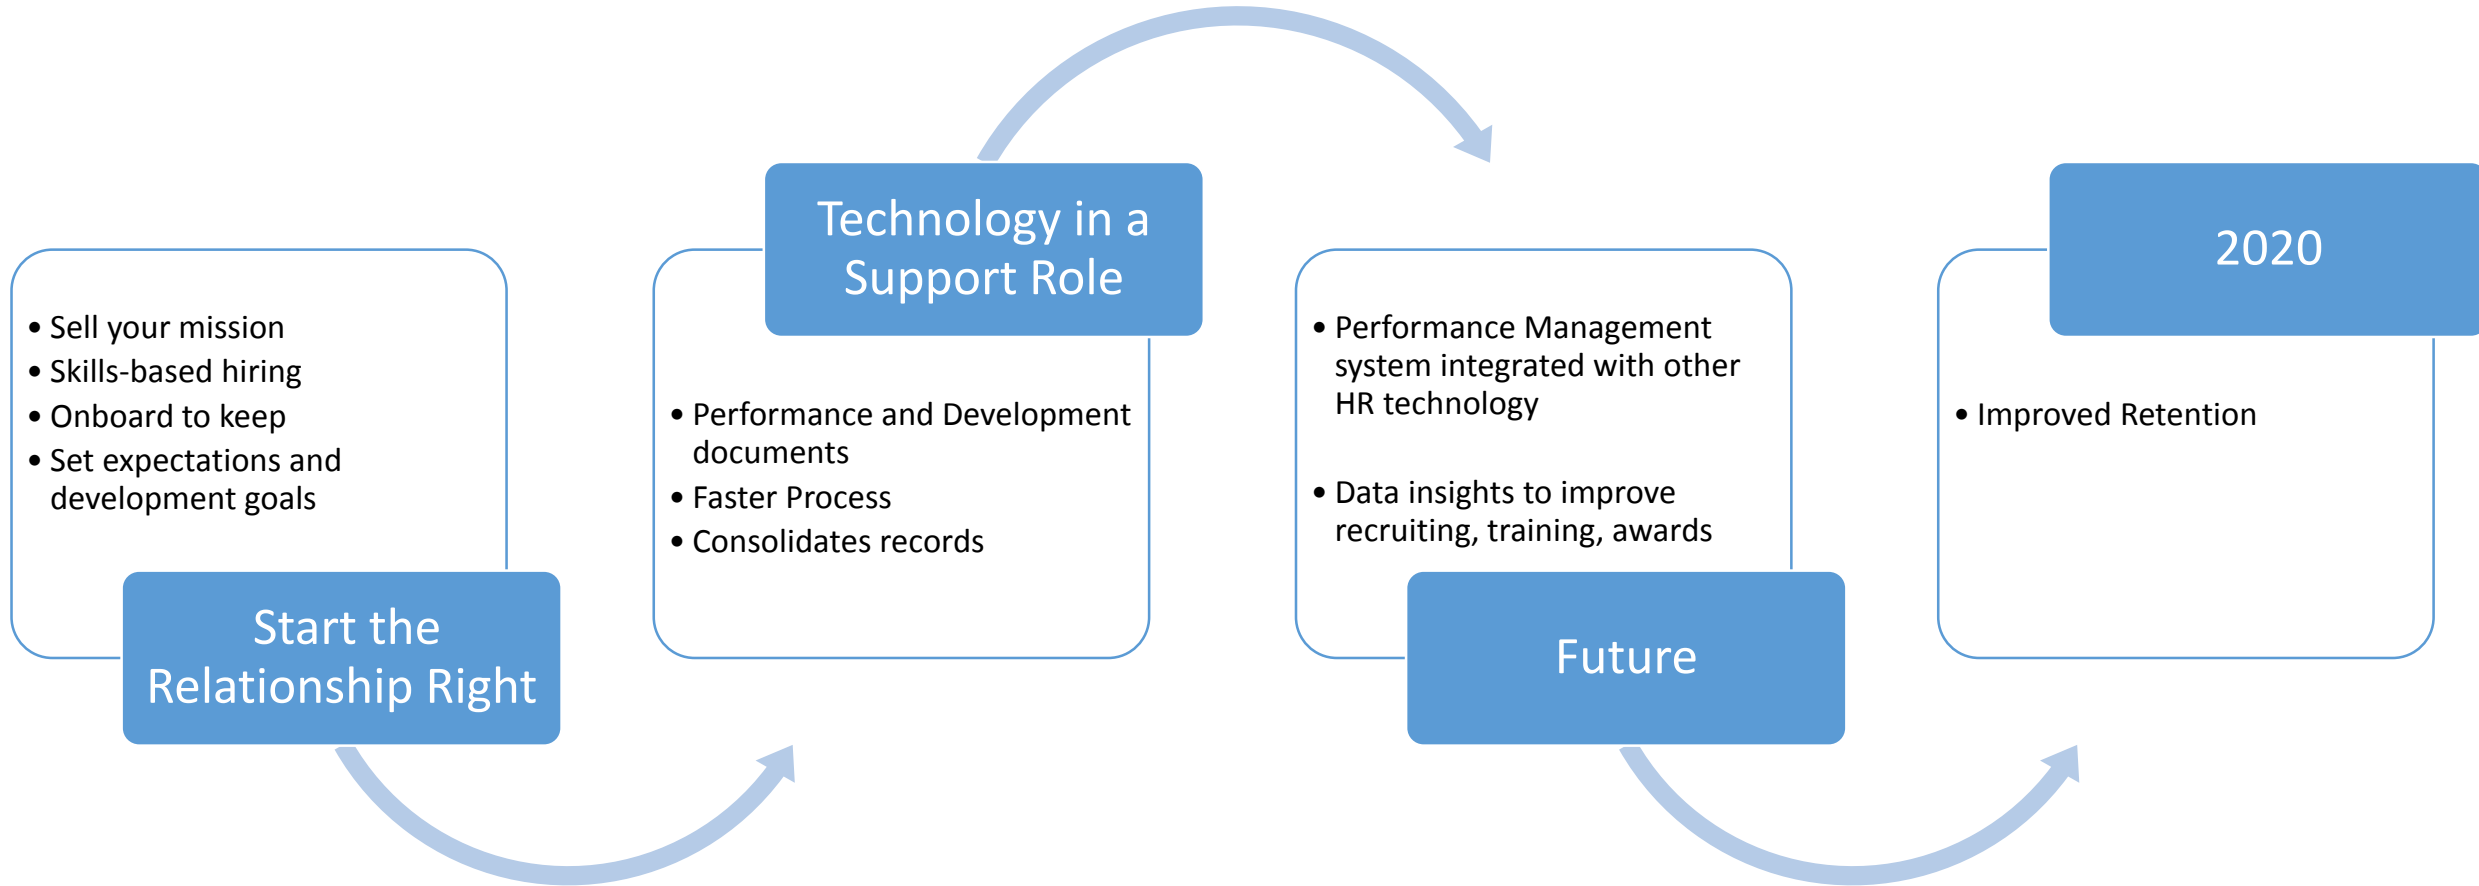 • Sell your mission
• Skills-based hiring
• Onboard to keep
• Set expectations and
development goals
Start the
Relationship Right
Technology in a
Support Role
• Performance and Development
documents
• Faster Process
• Consolidates records
• Performance Management
system integrated with other
HR technology
• Data insights to improve
recruiting, training, awards
Future
2020
• Improved Retention